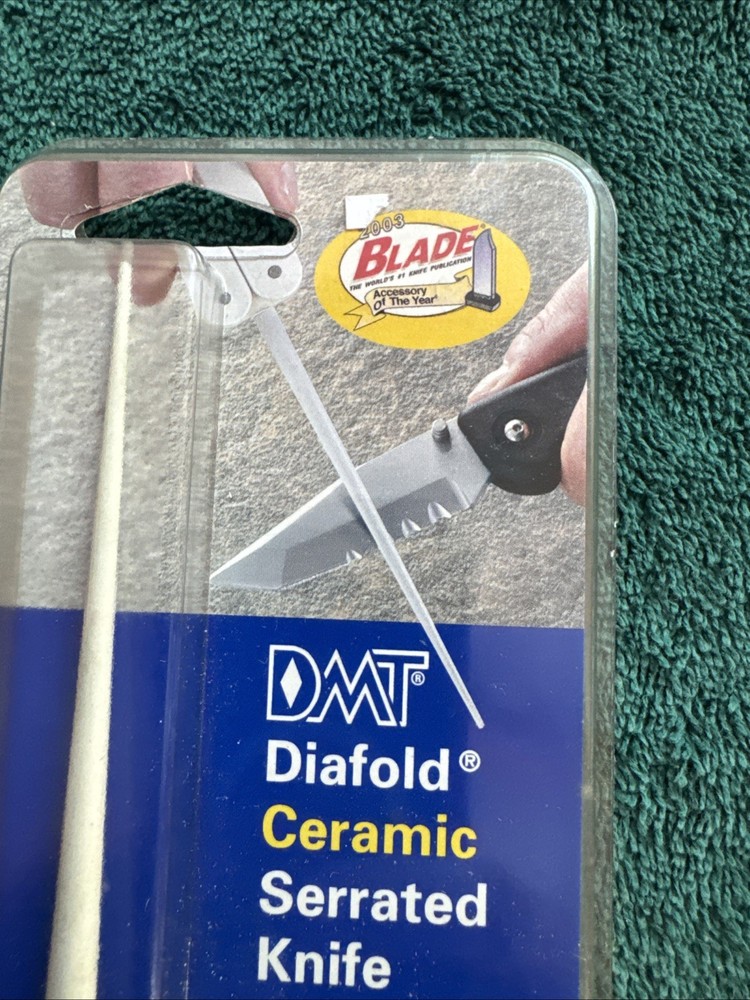 2003
BLADE®
THE WORLD'S #1 KNIFE PUBLICATION
Accessory
Of The Year®
DMT®
Diafold®
Ceramic
Serrated
Knife